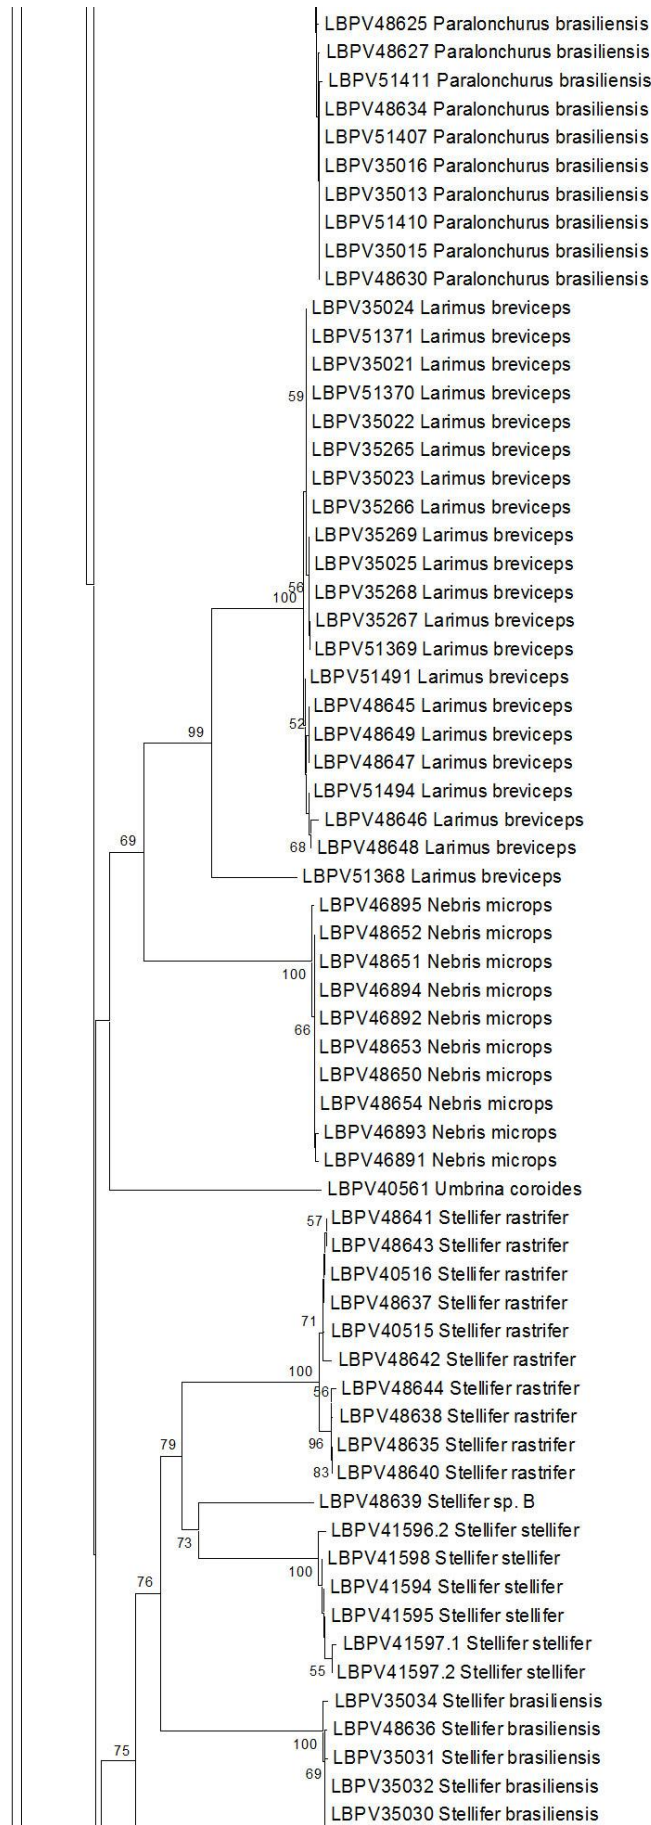 LBPV48625 Paralonchurus brasiliensis
LBPV48627 Paralonchurus brasiliensis
LBPV51411 Paralonchurus brasiliensis
LBPV48634 Paralonchurus brasiliensis
LBPV51407 Paralonchurus brasiliensis
LBPV35016 Paralonchurus brasiliensis
LBPV35013 Paralonchurus brasiliensis
LBPV51410 Paralonchurus brasiliensis
LBPV35015 Paralonchurus brasiliensis
LBPV48630 Paralonchurus brasiliensis
LBPV35024 Larimus breviceps
LBPV51371 Larimus breviceps
LBPV35021 Larimus breviceps
59 LBPV51370 Larimus breviceps
LBPV35022 Larimus breviceps
LBPV35265 Larimus breviceps
LBPV35023 Larimus breviceps
LBPV35266 Larimus breviceps
LBPV35269 Larimus breviceps
LBPV35025 Larimus breviceps
56 LBPV35268 Larimus breviceps
100
LBPV35267 Larimus breviceps
LBPV51369 Larimus breviceps
LBPV51491 Larimus breviceps
LBPV48645 Larimus breviceps
52
99 LBPV48649 Larimus breviceps
LBPV48647 Larimus breviceps
LBPV51494 Larimus breviceps
LBPV48646 Larimus breviceps
69 68 LBPV48648 Larimus breviceps
LBPV51368 Larimus breviceps
LBPV46895 Nebris microps
LBPV48652 Nebris microps
LBPV48651 Nebris microps
100
LBPV46894 Nebris microps
LBPV46892 Nebris microps
66
LBPV48653 Nebris microps
LBPV48650 Nebris microps
LBPV48654 Nebris microps
LBPV46893 Nebris microps
LBPV46891 Nebris microps
LBPV40561 Umbrina coroides
57 LBPV48641 Stellifer rastrifer
LBPV48643 Stellifer rastrifer
LBPV40516 Stellifer rastrifer
LBPV48637 Stellifer rastrifer
71
LBPV40515 Stellifer rastrifer
LBPV48642 Stellifer rastrifer
100
56 LBPV48644 Stellifer rastrifer
LBPV48638 Stellifer rastrifer
79 96 LBPV48635 Stellifer rastrifer
83 LBPV48640 Stellifer rastrifer
LBPV48639 Stellifer sp. B
LBPV41596.2 Stellifer stellifer
73
LBPV41598 Stellifer stellifer
100
76 LBPV41594 Stellifer stellifer
LBPV41595 Stellifer stellifer
LBPV41597.1 Stellifer stellifer
55 LBPV41597.2 Stellifer stellifer
LBPV35034 Stellifer brasiliensis
LBPV48636 Stellifer brasiliensis
100
75 LBPV35031 Stellifer brasiliensis
69
LBPV35032 Stellifer brasiliensis
LBPV35030 Stellifer brasiliensis